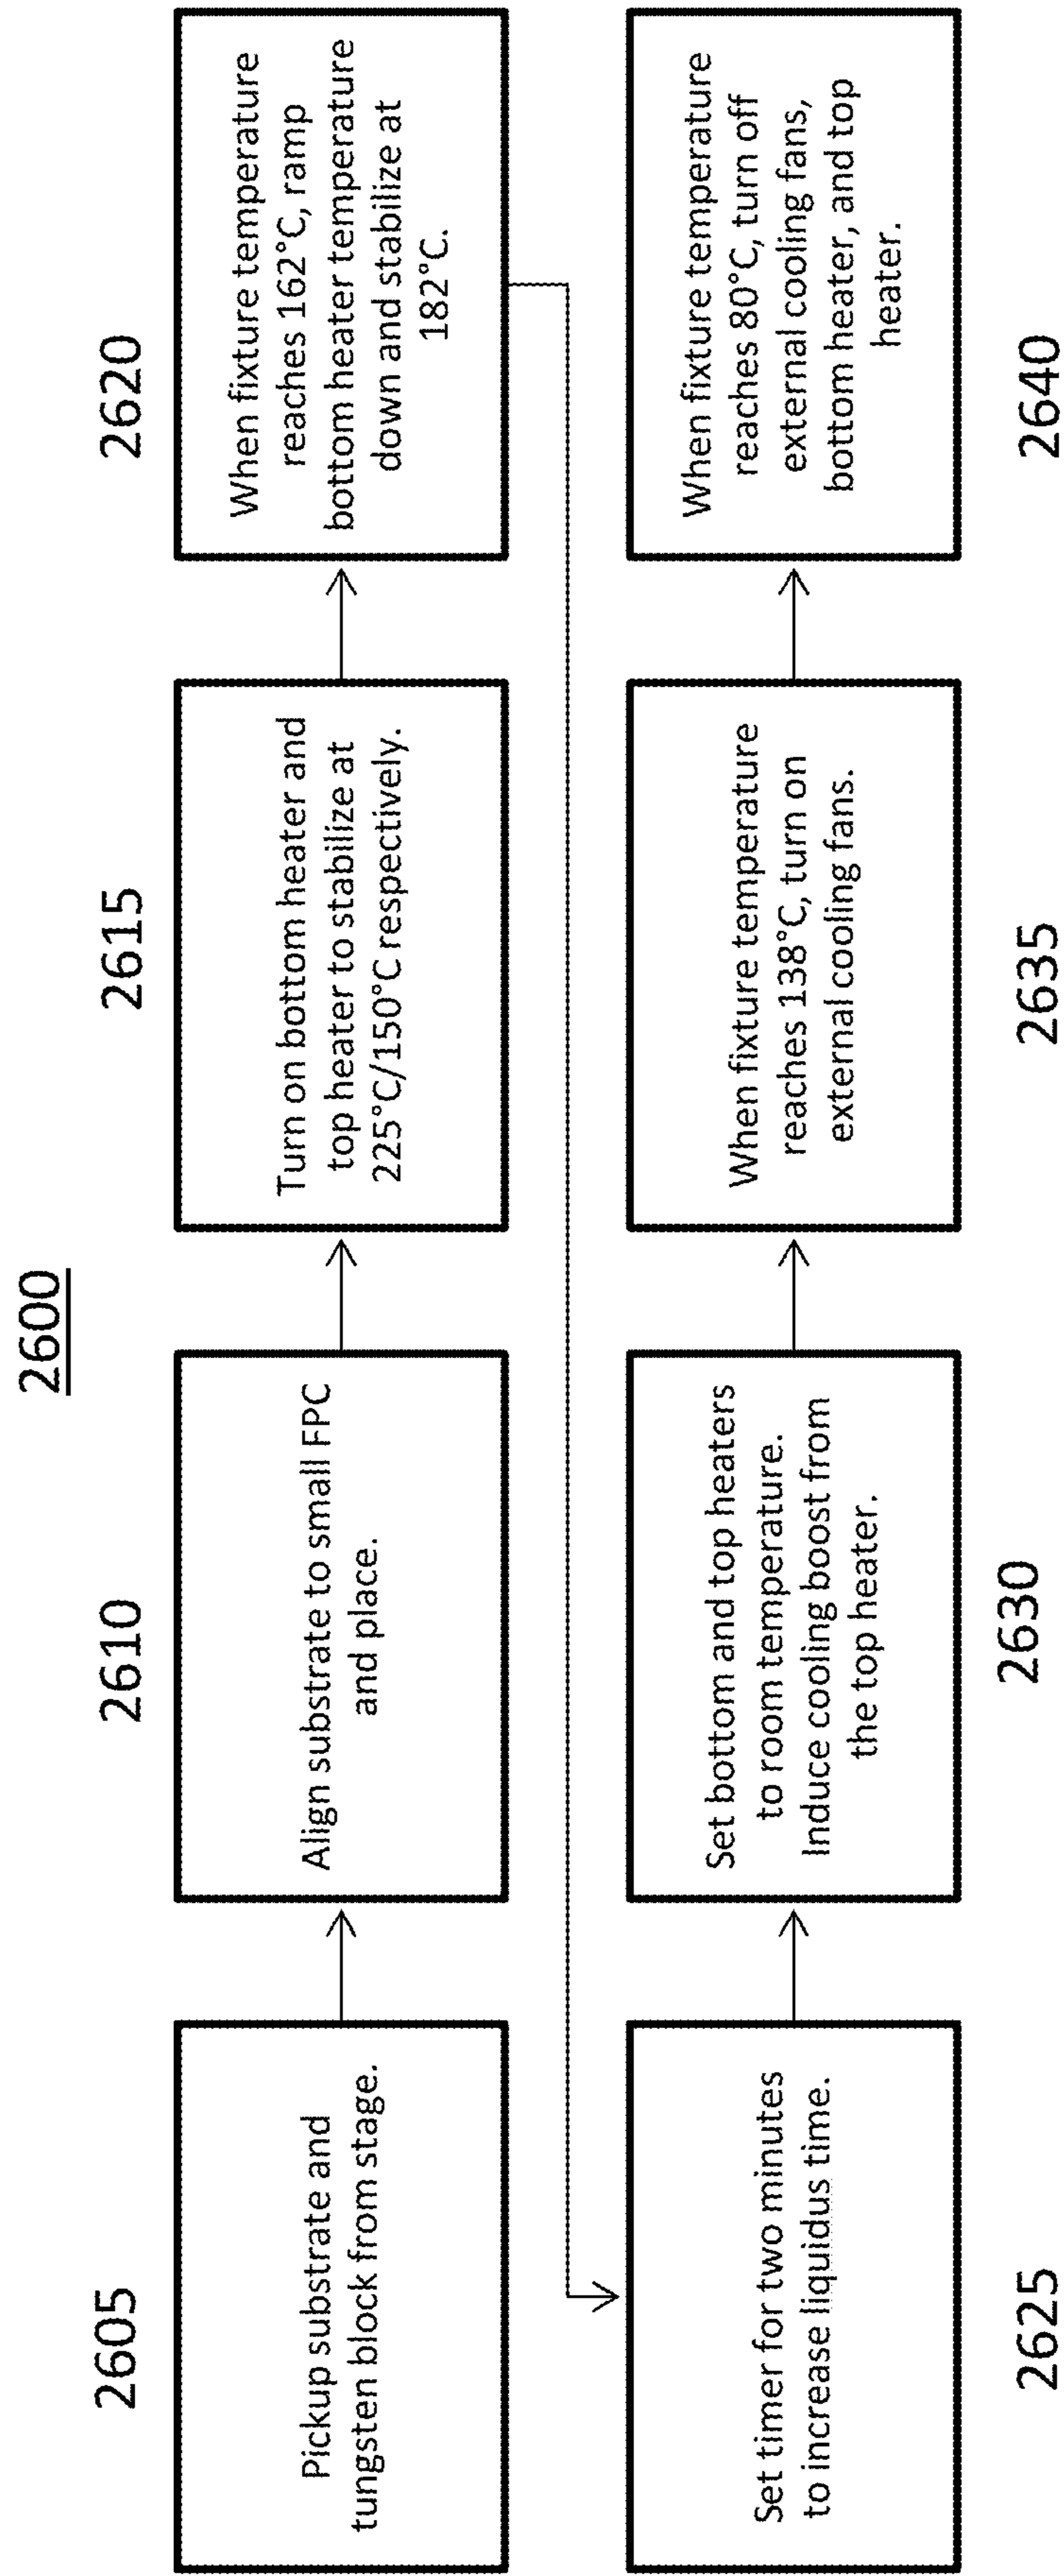 2600
2605
Pickup substrate and
tungsten block from stage.
2610
Align substrate to small FPC
and place.
2615
Turn on bottom heater and
top heater to stabilize at
225°C/150°C respectively.
2620
When fixture temperature
reaches 162°C, ramp
bottom heater temperature
down and stabilize at
182°C.
Set timer for two minutes
to increase liquidus time.
2625
Set bottom and top heaters
to room temperature.
Induce cooling boost from
the top heater.
2630
When fixture temperature
reaches 138°C, turn on
external cooling fans.
2635
When fixture temperature
reaches 80°C, turn off
external cooling fans,
bottom heater, and top
heater.
2640